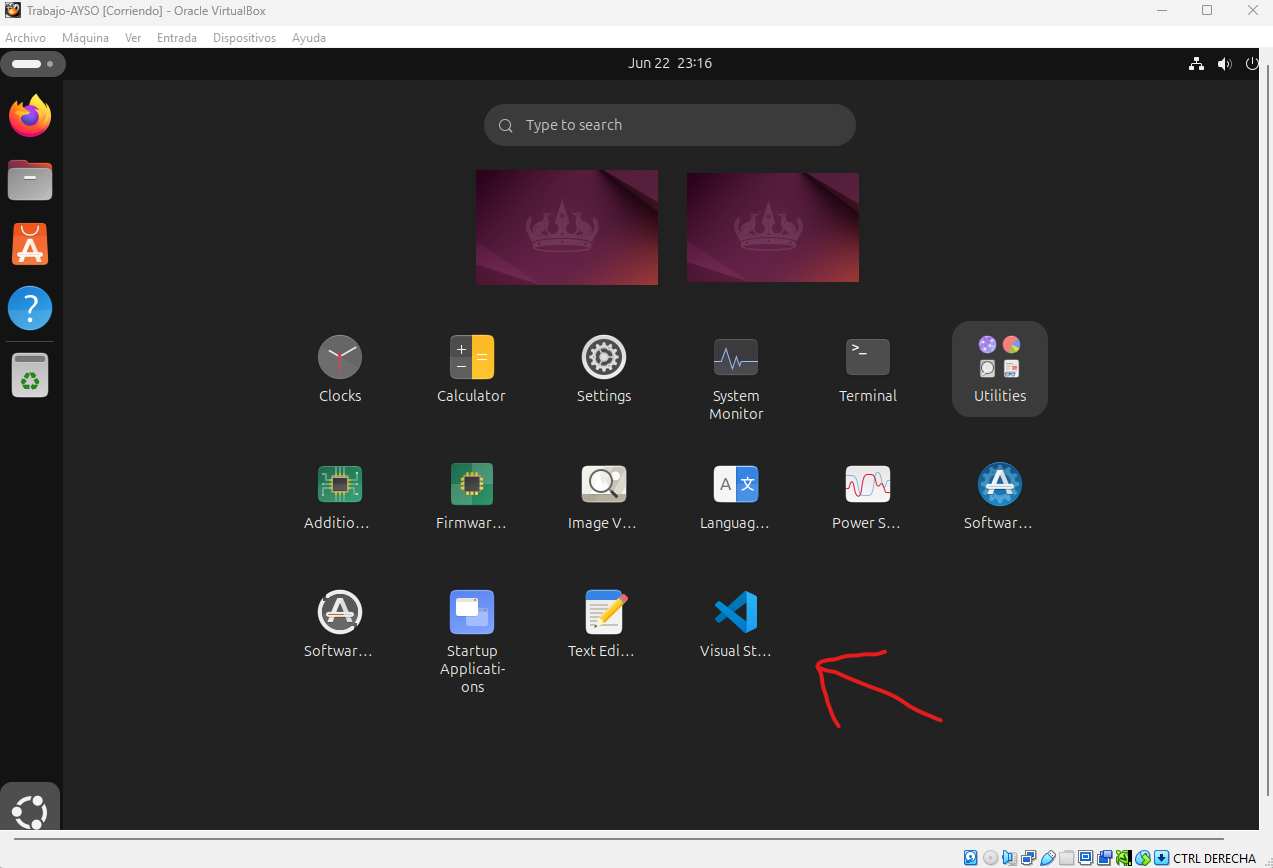 Trabajo-AYSO [Corriendo] - Oracle VirtualBox
Archivo Máquina Ver Entrada Dispositivos Ayuda
Jun 22 23:16
Type to search
Clocks
Calculator
Settings
System
Monitor
Terminal
Utilities
Additio...
Firmwar...
Image V...
Languag...
Power S...
Softwar...
Softwar...
Startup
Applicati-
ons
Text Edi...
Visual St...
CTRL DERECHA